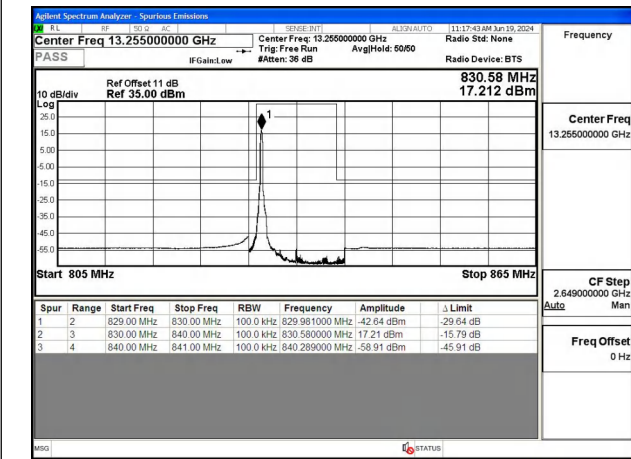 Agilent Spectrum Analyzer - Spurious Emissions
RL RF 50 Ω AC SENSE:INT ALIGN AUTO 11:17:43 AM Jun 19, 2024
Center Freq 13.255000000 GHz Center Freq: 13.255000000 GHz Radio Std: None
Trig: Free Run Avg|Hold: 50/50
PASS IFGain:Low #Atten: 36 dB Radio Device: BTS
Ref Offset 11 dB 830.58 MHz
10 dB/div Ref 35.00 dBm 17.212 dBm
Log
25.0
15.0
5.00
-5.00
-15.0
-25.0
-35.0
-45.0
-55.0
1
Start 805 MHz Stop 865 MHz
Spur Range Start Freq Stop Freq RBW Frequency Amplitude Δ Limit
1 2 829.00 MHz 830.00 MHz 100.0 kHz 829.981000 MHz -42.64 dBm -29.64 dB
2 3 830.00 MHz 840.00 MHz 100.0 kHz 830.580000 MHz 17.21 dBm -15.79 dB
3 4 840.00 MHz 841.00 MHz 100.0 kHz 840.289000 MHz -58.91 dBm -45.91 dB
MSG STATUS
Frequency
Center Freq
13.255000000 GHz
CF Step
2.649000000 GHz
Auto Man
Freq Offset
0 Hz